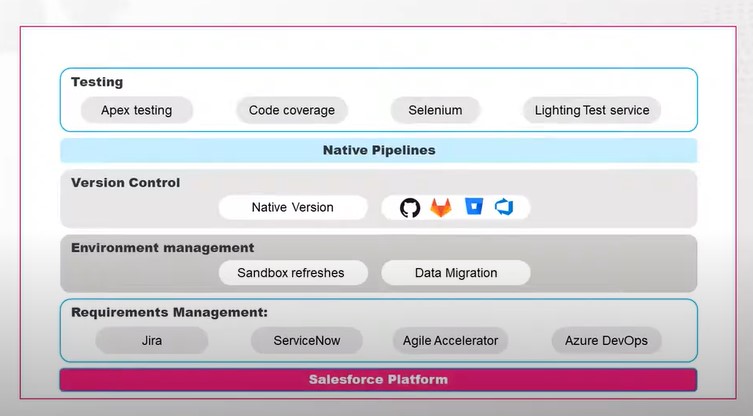 Testing
Apex testing
Code coverage
Selenium
Lighting Test service
Native Pipelines
Version Control
Native Version
Environment management
Sandbox refreshes
Data Migration
Requirements Management:
Jira
ServiceNow
Agile Accelerator
Azure DevOps
Salesforce Platform